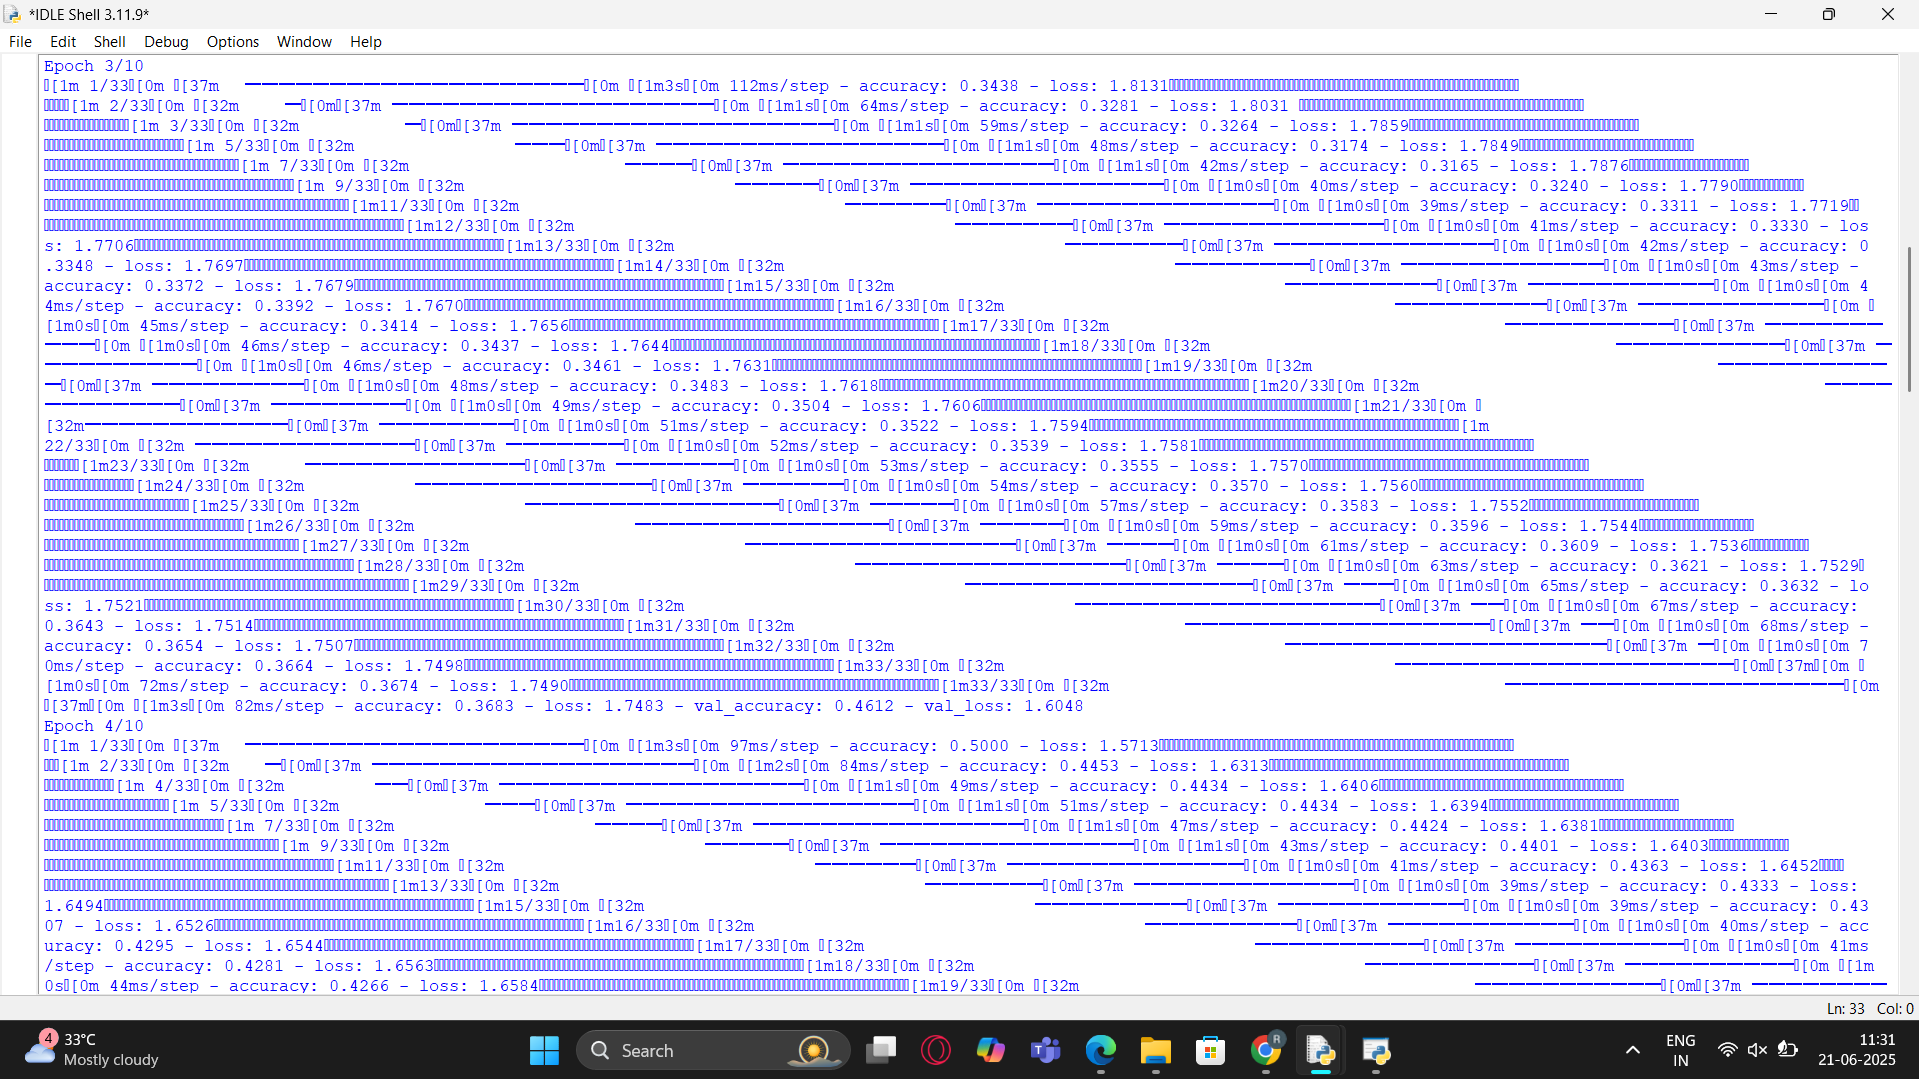 *IDLE Shell 3.11.9*
File Edit Shell Debug Options Window Help
Epoch 3/10
[1m 1/33[0m [37m ━━━━━━━━━━━━━━━━━━━━[0m [1m3s[0m 112ms/step - accuracy: 0.3438 - loss: 1.8131
[1m 2/33[0m [32m ━[0m[37m ━━━━━━━━━━━━━━━━━━━[0m [1m1s[0m 64ms/step - accuracy: 0.3281 - loss: 1.8031
[1m 3/33[0m [32m ━[0m[37m ━━━━━━━━━━━━━━━━━━━[0m [1m1s[0m 59ms/step - accuracy: 0.3264 - loss: 1.7859
[1m 5/33[0m [32m ━━━[0m[37m ━━━━━━━━━━━━━━━━━[0m [1m1s[0m 48ms/step - accuracy: 0.3174 - loss: 1.7849
[1m 7/33[0m [32m ━━━━[0m[37m ━━━━━━━━━━━━━━━━[0m [1m1s[0m 42ms/step - accuracy: 0.3165 - loss: 1.7876
[1m 9/33[0m [32m ━━━━━[0m[37m ━━━━━━━━━━━━━━━[0m [1m0s[0m 40ms/step - accuracy: 0.3240 - loss: 1.7790
[1m11/33[0m [32m ━━━━━━[0m[37m ━━━━━━━━━━━━━━[0m [1m0s[0m 39ms/step - accuracy: 0.3311 - loss: 1.7719
[1m12/33[0m [32m ━━━━━━━[0m[37m ━━━━━━━━━━━━━[0m [1m0s[0m 41ms/step - accuracy: 0.3330 - los
s: 1.7706[1m13/33[0m [32m ━━━━━━━[0m[37m ━━━━━━━━━━━━━[0m [1m0s[0m 42ms/step - accuracy: 0
.3348 - loss: 1.7697[1m14/33[0m [32m ━━━━━━━━[0m[37m ━━━━━━━━━━━━[0m [1m0s[0m 43ms/step -
accuracy: 0.3372 - loss: 1.7679[1m15/33[0m [32m ━━━━━━━━━[0m[37m ━━━━━━━━━━━[0m [1m0s[0m 4
4ms/step - accuracy: 0.3392 - loss: 1.7670[1m16/33[0m [32m ━━━━━━━━━[0m[37m ━━━━━━━━━━━[0m
[1m0s[0m 45ms/step - accuracy: 0.3414 - loss: 1.7656[1m17/33[0m [32m ━━━━━━━━━━[0m[37m ━━━━━━━
━━━[0m [1m0s[0m 46ms/step - accuracy: 0.3437 - loss: 1.7644[1m18/33[0m [32m ━━━━━━━━━━[0m[37m ━
━━━━━━━━━[0m [1m0s[0m 46ms/step - accuracy: 0.3461 - loss: 1.7631[1m19/33[0m [32m ━━━━━━━━━━
━[0m[37m ━━━━━━━━━[0m [1m0s[0m 48ms/step - accuracy: 0.3483 - loss: 1.7618[1m20/33[0m [32m ━━━━
━━━━━━━━[0m[37m ━━━━━━━━[0m [1m0s[0m 49ms/step - accuracy: 0.3504 - loss: 1.7606[1m21/33[0m
[32m━━━━━━━━━━━━[0m[37m ━━━━━━━━[0m [1m0s[0m 51ms/step - accuracy: 0.3522 - loss: 1.7594[1m
22/33[0m [32m ━━━━━━━━━━━━━[0m[37m ━━━━━━━[0m [1m0s[0m 52ms/step - accuracy: 0.3539 - loss: 1.7581
[1m23/33[0m [32m ━━━━━━━━━━━━━[0m[37m ━━━━━━━[0m [1m0s[0m 53ms/step - accuracy: 0.3555 - loss: 1.7570
[1m24/33[0m [32m ━━━━━━━━━━━━━━[0m[37m ━━━━━━[0m [1m0s[0m 54ms/step - accuracy: 0.3570 - loss: 1.7560
[1m25/33[0m [32m ━━━━━━━━━━━━━━━[0m[37m ━━━━━[0m [1m0s[0m 57ms/step - accuracy: 0.3583 - loss: 1.7552
[1m26/33[0m [32m ━━━━━━━━━━━━━━━[0m[37m ━━━━━[0m [1m0s[0m 59ms/step - accuracy: 0.3596 - loss: 1.7544
[1m27/33[0m [32m ━━━━━━━━━━━━━━━━[0m[37m ━━━━[0m [1m0s[0m 61ms/step - accuracy: 0.3609 - loss: 1.7536
[1m28/33[0m [32m ━━━━━━━━━━━━━━━━[0m[37m ━━━━[0m [1m0s[0m 63ms/step - accuracy: 0.3621 - loss: 1.7529
[1m29/33[0m [32m ━━━━━━━━━━━━━━━━━[0m[37m ━━━[0m [1m0s[0m 65ms/step - accuracy: 0.3632 - lo
ss: 1.7521[1m30/33[0m [32m ━━━━━━━━━━━━━━━━━━[0m[37m ━━[0m [1m0s[0m 67ms/step - accuracy:
0.3643 - loss: 1.7514[1m31/33[0m [32m ━━━━━━━━━━━━━━━━━━[0m[37m ━━[0m [1m0s[0m 68ms/step -
accuracy: 0.3654 - loss: 1.7507[1m32/33[0m [32m ━━━━━━━━━━━━━━━━━━━[0m[37m ━[0m [1m0s[0m 7
0ms/step - accuracy: 0.3664 - loss: 1.7498[1m33/33[0m [32m ━━━━━━━━━━━━━━━━━━━━[0m[37m[0m
[1m0s[0m 72ms/step - accuracy: 0.3674 - loss: 1.7490[1m33/33[0m [32m ━━━━━━━━━━━━━━━━━━━━[0m
[37m[0m [1m3s[0m 82ms/step - accuracy: 0.3683 - loss: 1.7483 - val_accuracy: 0.4612 - val_loss: 1.6048
Epoch 4/10
[1m 1/33[0m [37m ━━━━━━━━━━━━━━━━━━━━[0m [1m3s[0m 97ms/step - accuracy: 0.5000 - loss: 1.5713
[1m 2/33[0m [32m ━[0m[37m ━━━━━━━━━━━━━━━━━━━[0m [1m2s[0m 84ms/step - accuracy: 0.4453 - loss: 1.6313
[1m 4/33[0m [32m ━━[0m[37m ━━━━━━━━━━━━━━━━━━[0m [1m1s[0m 49ms/step - accuracy: 0.4434 - loss: 1.6406
[1m 5/33[0m [32m ━━━[0m[37m ━━━━━━━━━━━━━━━━━[0m [1m1s[0m 51ms/step - accuracy: 0.4434 - loss: 1.6394
[1m 7/33[0m [32m ━━━━[0m[37m ━━━━━━━━━━━━━━━━[0m [1m1s[0m 47ms/step - accuracy: 0.4424 - loss: 1.6381
[1m 9/33[0m [32m ━━━━━[0m[37m ━━━━━━━━━━━━━━━[0m [1m1s[0m 43ms/step - accuracy: 0.4401 - loss: 1.6403
[1m11/33[0m [32m ━━━━━━[0m[37m ━━━━━━━━━━━━━━[0m [1m0s[0m 41ms/step - accuracy: 0.4363 - loss: 1.6452
[1m13/33[0m [32m ━━━━━━━[0m[37m ━━━━━━━━━━━━━[0m [1m0s[0m 39ms/step - accuracy: 0.4333 - loss:
1.6494[1m15/33[0m [32m ━━━━━━━━━[0m[37m ━━━━━━━━━━━[0m [1m0s[0m 39ms/step - accuracy: 0.43
07 - loss: 1.6526[1m16/33[0m [32m ━━━━━━━━━[0m[37m ━━━━━━━━━━━[0m [1m0s[0m 40ms/step - acc
uracy: 0.4295 - loss: 1.6544[1m17/33[0m [32m ━━━━━━━━━━[0m[37m ━━━━━━━━━━[0m [1m0s[0m 41ms
/step - accuracy: 0.4281 - loss: 1.6563[1m18/33[0m [32m ━━━━━━━━━━[0m[37m ━━━━━━━━━━[0m [1m
0s[0m 44ms/step - accuracy: 0.4266 - loss: 1.6584[1m19/33[0m [32m ━━━━━━━━━━━[0m[37m ━━━━━━━━
Ln: 33 Col: 0
4
33°C
Mostly cloudy
Search
R
ENG
IN
11:31
21-06-2025